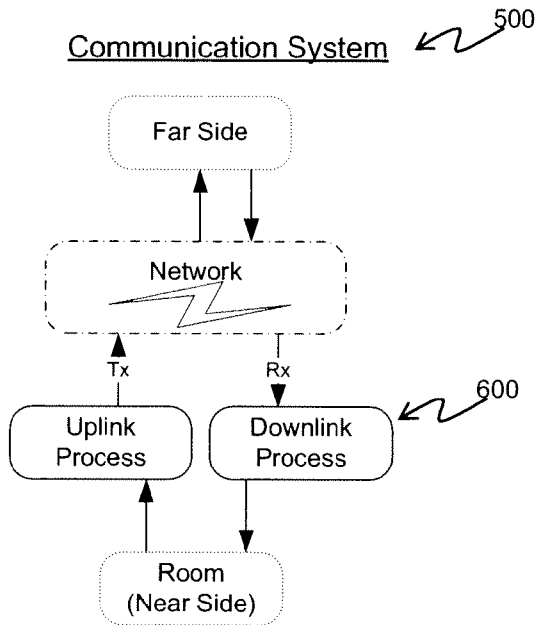 500
Communication System
Far Side
Network
Tx
Rx
600
Uplink
Process
Downlink
Process
Room
(Near Side)